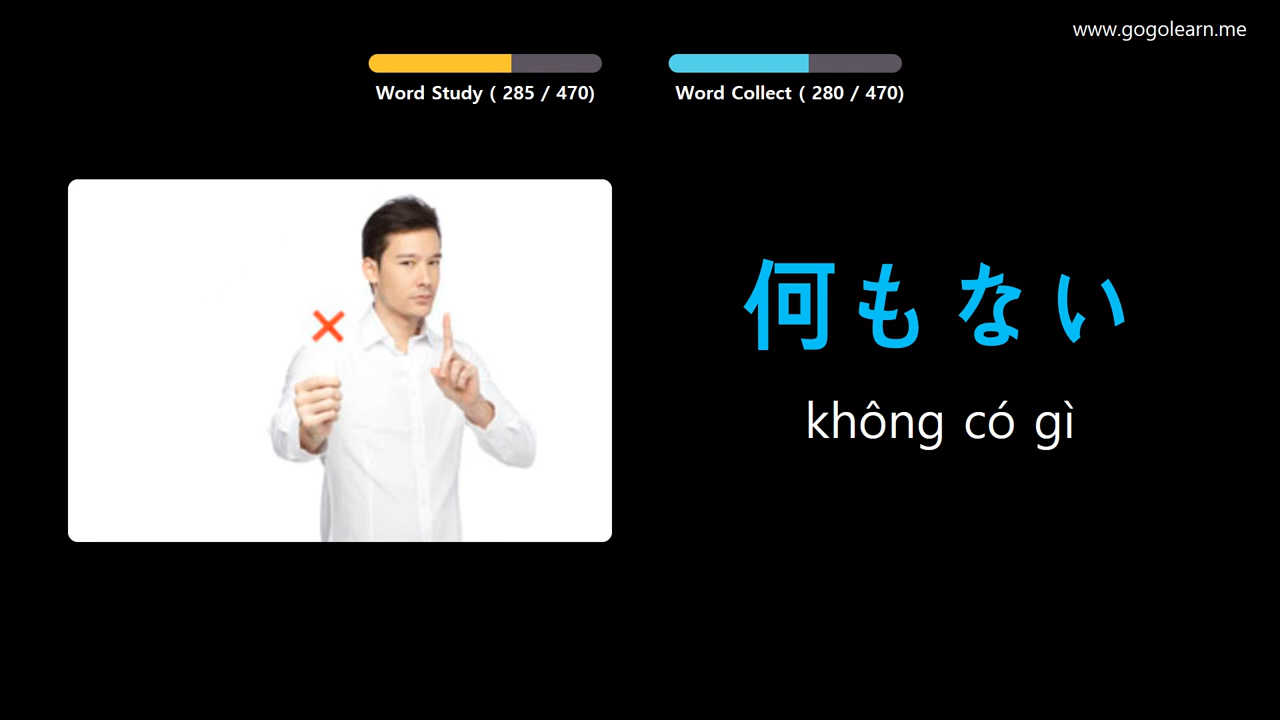 www.gogolearn.me
Word Study ( 285 / 470)
Word Collect ( 280 / 470)
何もない
không có gì